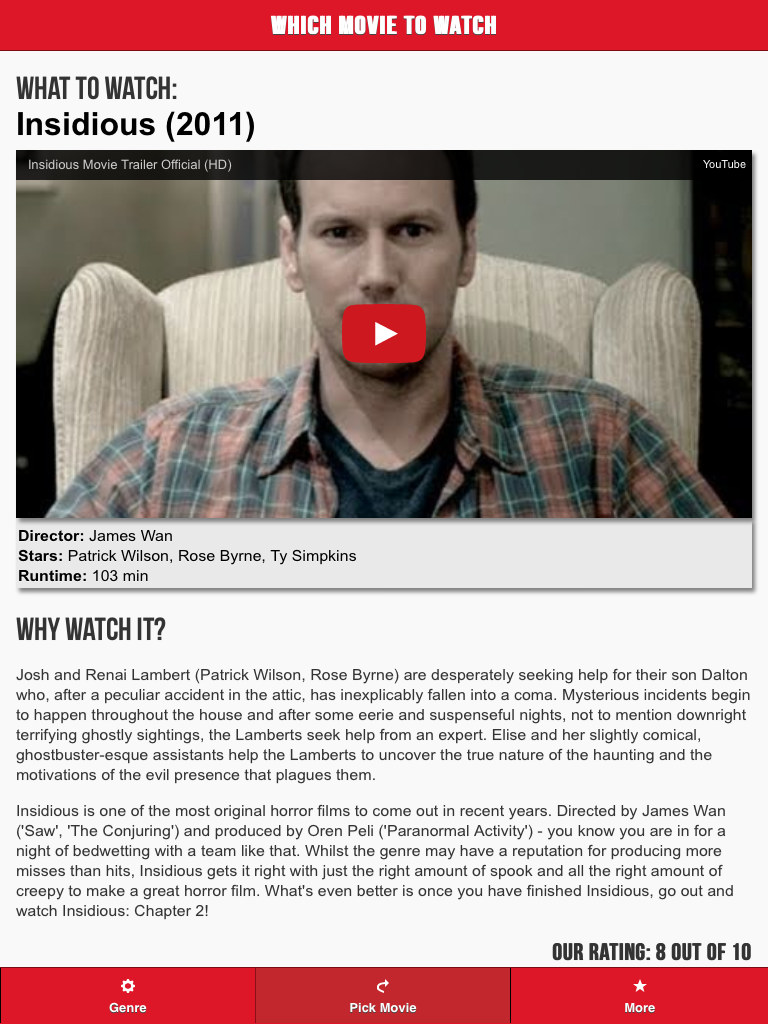 WHICH MOVIE TO WATCH
WHAT TO WATCH:
Insidious (2011)
Insidious Movie Trailer Official (HD)
YouTube
Director: James Wan
Stars: Patrick Wilson, Rose Byrne, Ty Simpkins
Runtime: 103 min
WHY WATCH IT?
Josh and Renai Lambert (Patrick Wilson, Rose Byrne) are desperately seeking help for their son Dalton
who, after a peculiar accident in the attic, has inexplicably fallen into a coma. Mysterious incidents begin
to happen throughout the house and after some eerie and suspenseful nights, not to mention downright
terrifying ghostly sightings, the Lamberts seek help from an expert. Elise and her slightly comical,
ghostbuster-esque assistants help the Lamberts to uncover the true nature of the haunting and the
motivations of the evil presence that plagues them.
Insidious is one of the most original horror films to come out in recent years. Directed by James Wan
('Saw', 'The Conjuring') and produced by Oren Peli ('Paranormal Activity') - you know you are in for a
night of bedwetting with a team like that. Whilst the genre may have a reputation for producing more
misses than hits, Insidious gets it right with just the right amount of spook and all the right amount of
creepy to make a great horror film. What's even better is once you have finished Insidious, go out and
watch Insidious: Chapter 2!
OUR RATING: 8 OUT OF 10
Genre
Pick Movie
More